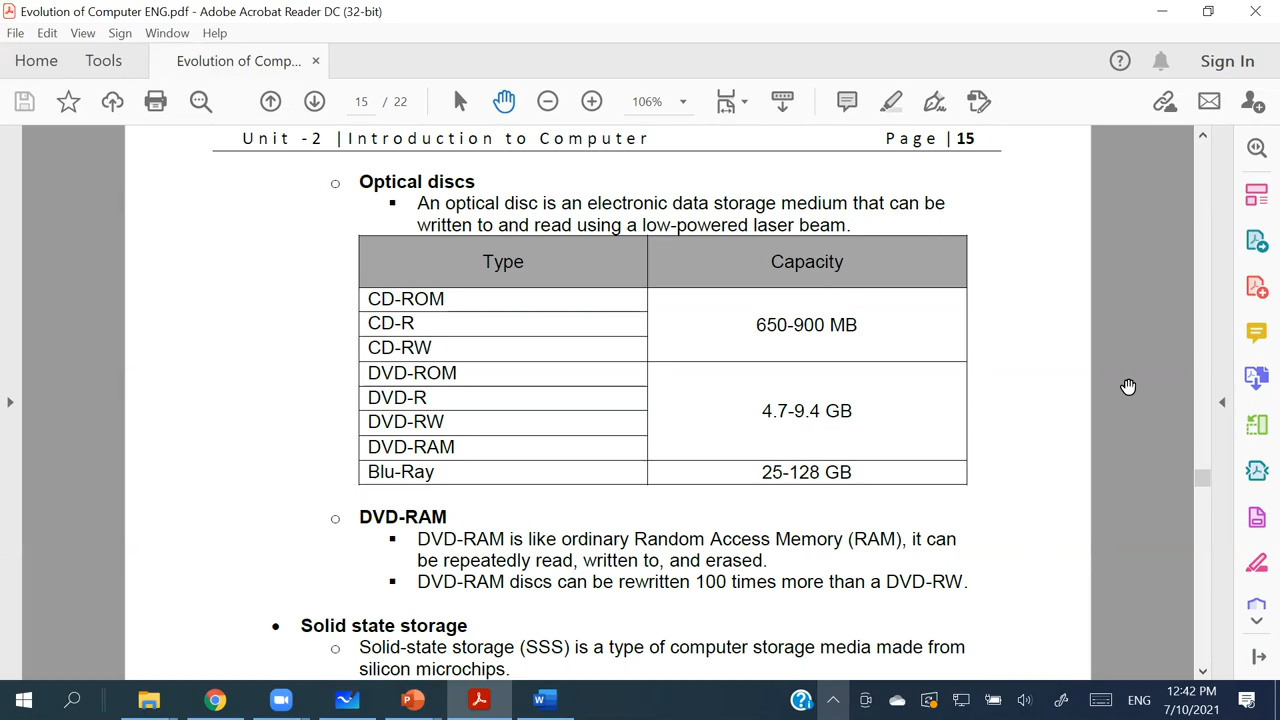 Evolution of Computer ENG.pdf - Adobe Acrobat Reader DC (32-bit)
File Edit View Sign Window Help
Home Tools Evolution of Comp... × Sign In
15 / 22 106%
Unit -2 |Introduction to Computer Page |15
Optical discs
An optical disc is an electronic data storage medium that can be
written to and read using a low-powered laser beam.
Type Capacity
CD-ROM
CD-R 650-900 MB
CD-RW
DVD-ROM
DVD-R
4.7-9.4 GB
DVD-RW
DVD-RAM
Blu-Ray 25-128 GB
DVD-RAM
DVD-RAM is like ordinary Random Access Memory (RAM), it can
be repeatedly read, written to, and erased.
DVD-RAM discs can be rewritten 100 times more than a DVD-RW.
Solid state storage
Solid-state storage (SSS) is a type of computer storage media made from
silicon microchips.
ENG
12:42 PM
7/10/2021